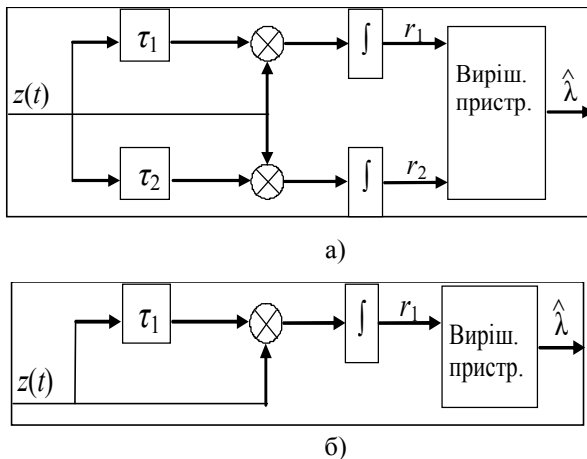 τ₁
∫
r₁
Виріш.
пристр.
λ̂
z(t)
τ₂
∫
r₂
а)
τ₁
∫
r₁
Виріш.
пристр.
λ̂
z(t)
б)